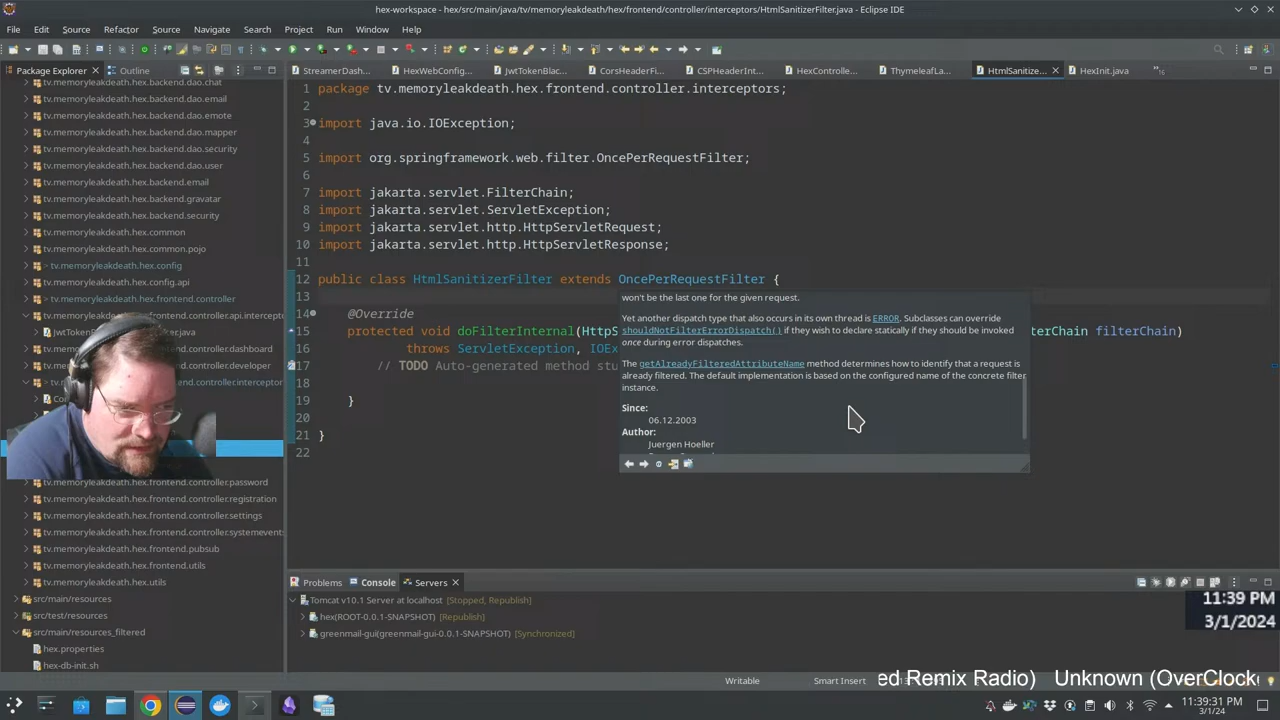 hex-workspace - hex/src/main/java/tv/memoryleakdeath/hex/frontend/controller/interceptors/HtmlSanitizerFilter.java - Eclipse IDE
File Edit Source Refactor Source Navigate Search Project Run Window Help
Package Explorer Outline
StreamerDash... HexWebConfig... JwtTokenBlac... CorsHeaderFi... CSPHeaderInt... HexControlle... ThymeleafLa... HtmlSanitize... HexInit.java
tv.memoryleakdeath.hex.backend.dao.chat
tv.memoryleakdeath.hex.backend.dao.email
tv.memoryleakdeath.hex.backend.dao.emote
tv.memoryleakdeath.hex.backend.dao.mapper
tv.memoryleakdeath.hex.backend.dao.security
tv.memoryleakdeath.hex.backend.dao.user
tv.memoryleakdeath.hex.backend.email
tv.memoryleakdeath.hex.backend.gravatar
tv.memoryleakdeath.hex.backend.security
tv.memoryleakdeath.hex.common
tv.memoryleakdeath.hex.common.pojo
> tv.memoryleakdeath.hex.config
tv.memoryleakdeath.hex.config.api
> tv.memoryleakdeath.hex.frontend.controller
tv.memoryleakdeath.hex.frontend.controller.api.intercepto
JwtToken
er.java
controller.dashboard
controller.developer
controller.interceptor
Co
tv.memoryleakdeath.hex.frontend.controller.password
tv.memoryleakdeath.hex.frontend.controller.registration
tv.memoryleakdeath.hex.frontend.controller.settings
tv.memoryleakdeath.hex.frontend.controller.systemevents
tv.memoryleakdeath.hex.frontend.pubsub
tv.memoryleakdeath.hex.frontend.utils
tv.memoryleakdeath.hex.utils
src/main/resources
src/test/resources
src/main/resources_filtered
hex.properties
hex-db-init.sh
1 package tv.memoryleakdeath.hex.frontend.controller.interceptors;
2
3 import java.io.IOException;
4
5 import org.springframework.web.filter.OncePerRequestFilter;
6
7 import jakarta.servlet.FilterChain;
8 import jakarta.servlet.ServletException;
9 import jakarta.servlet.http.HttpServletRequest;
10 import jakarta.servlet.http.HttpServletResponse;
11
12 public class HtmlSanitizerFilter extends OncePerRequestFilter {
13
14 @Override
15 protected void doFilterInternal(HttpS terChain filterChain)
16 throws ServletException, IOEx
17 // TODO Auto-generated method stu
18
19 }
20
21 }
22
won't be the last one for the given request.
Yet another dispatch type that also occurs in its own thread is ERROR. Subclasses can override
shouldNotFilterErrorDispatch() if they wish to declare statically if they should be invoked
once during error dispatches.
The getAlreadyFilteredAttributeName method determines how to identify that a request is
already filtered. The default implementation is based on the configured name of the concrete filter
instance.
Since:
06.12.2003
Author:
Juergen Hoeller
Problems Console Servers
Tomcat v10.1 Server at localhost [Stopped, Republish]
hex(ROOT-0.0.1-SNAPSHOT) [Republish]
greenmail-gui(greenmail-gui-0.0.1-SNAPSHOT) [Synchronized]
11:39 PM
3/1/2024
ed Remix Radio) Unknown (OverClock
Writable Smart Insert
11:39:31 PM
3/1/24